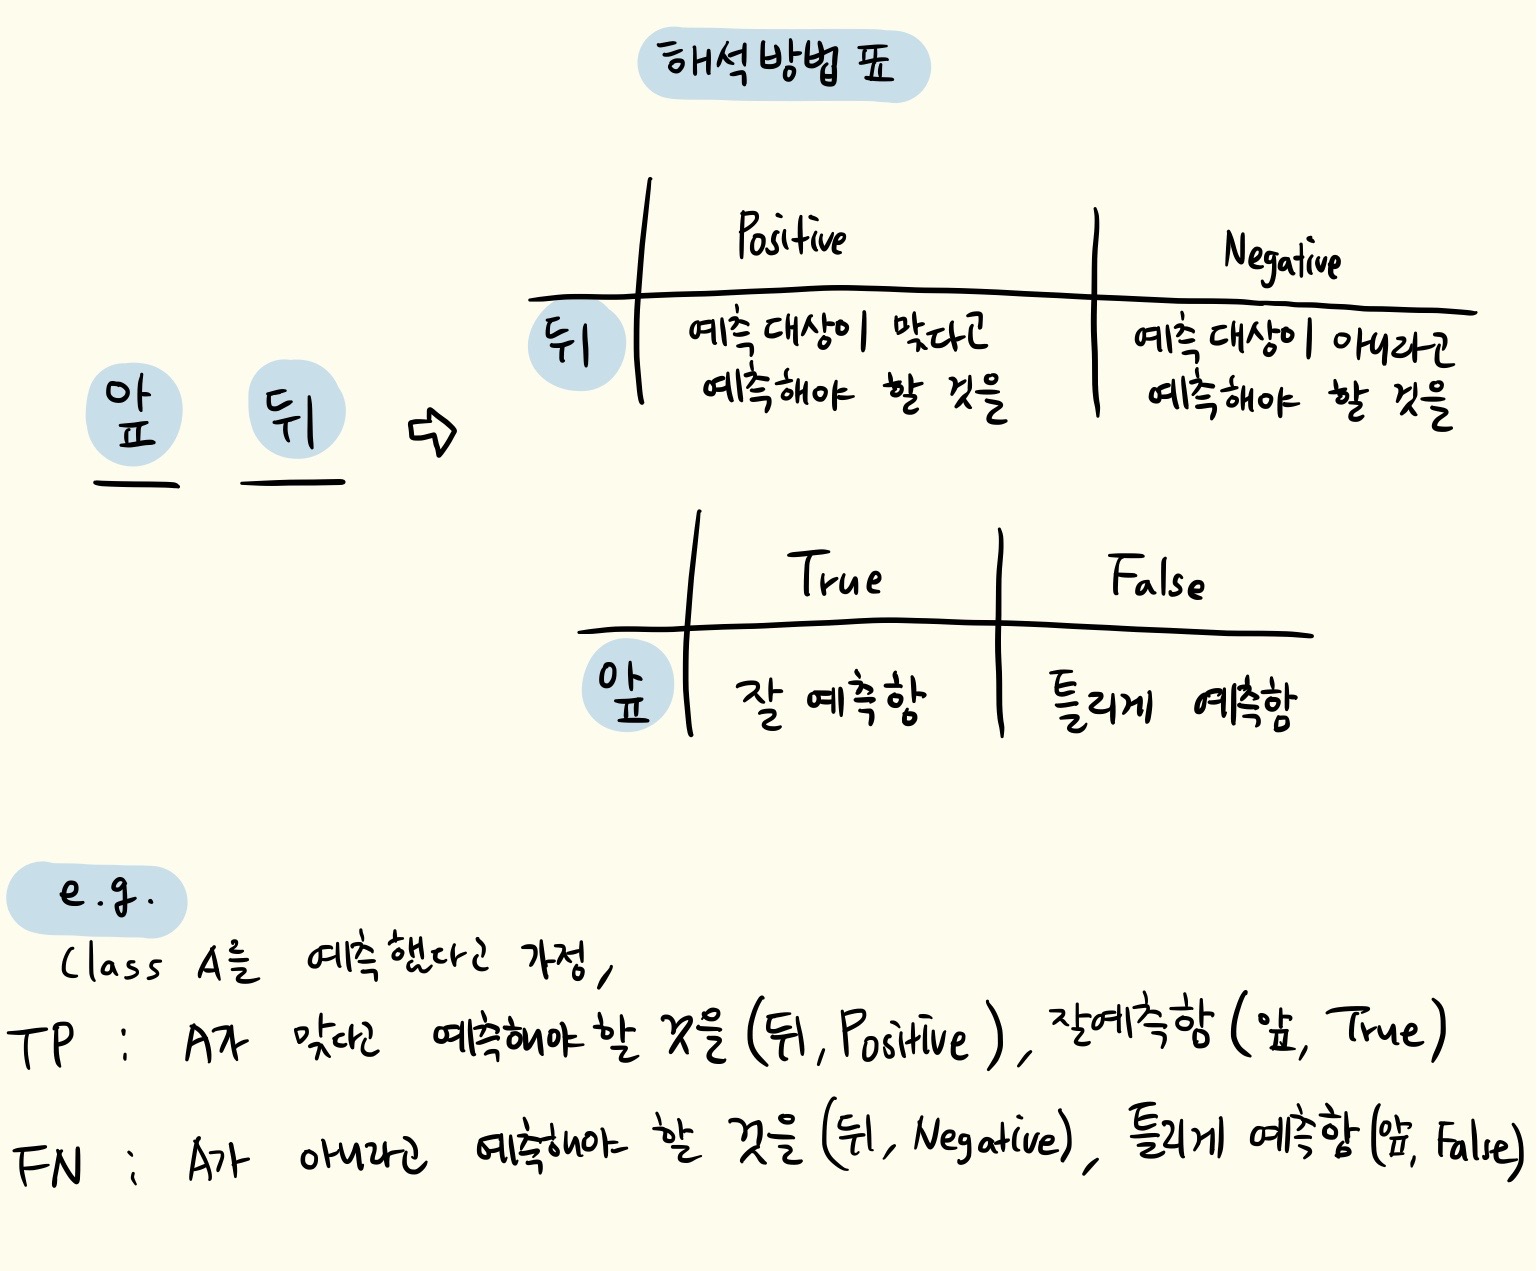 해석방법 표
Positive
Negative
뒤
예측 대상이 맞다고
예측해야 할 것을
예측 대상이 아니라고
예측해야 할 것을
앞 뒤
True
False
앞
잘 예측함
틀리게 예측함
e.g.
Class A를 예측했다고 가정,
TP : A가 맞다고 예측해야 할 것을 (뒤, Positive), 잘예측함 (앞, True)
FN : A가 아니라고 예측해야 할 것을 (뒤, Negative), 틀리게 예측함 (앞, False)